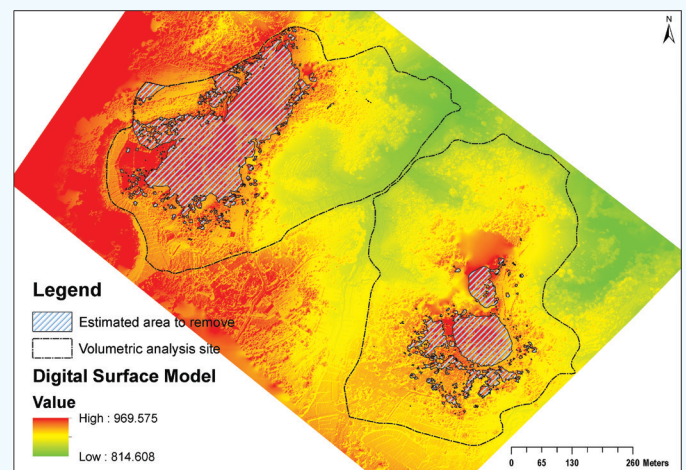 N
Legend
Estimated area to remove
Volumetric analysis site
Digital Surface Model
Value
High : 969.575
Low : 814.608
0 65 130 260 Meters